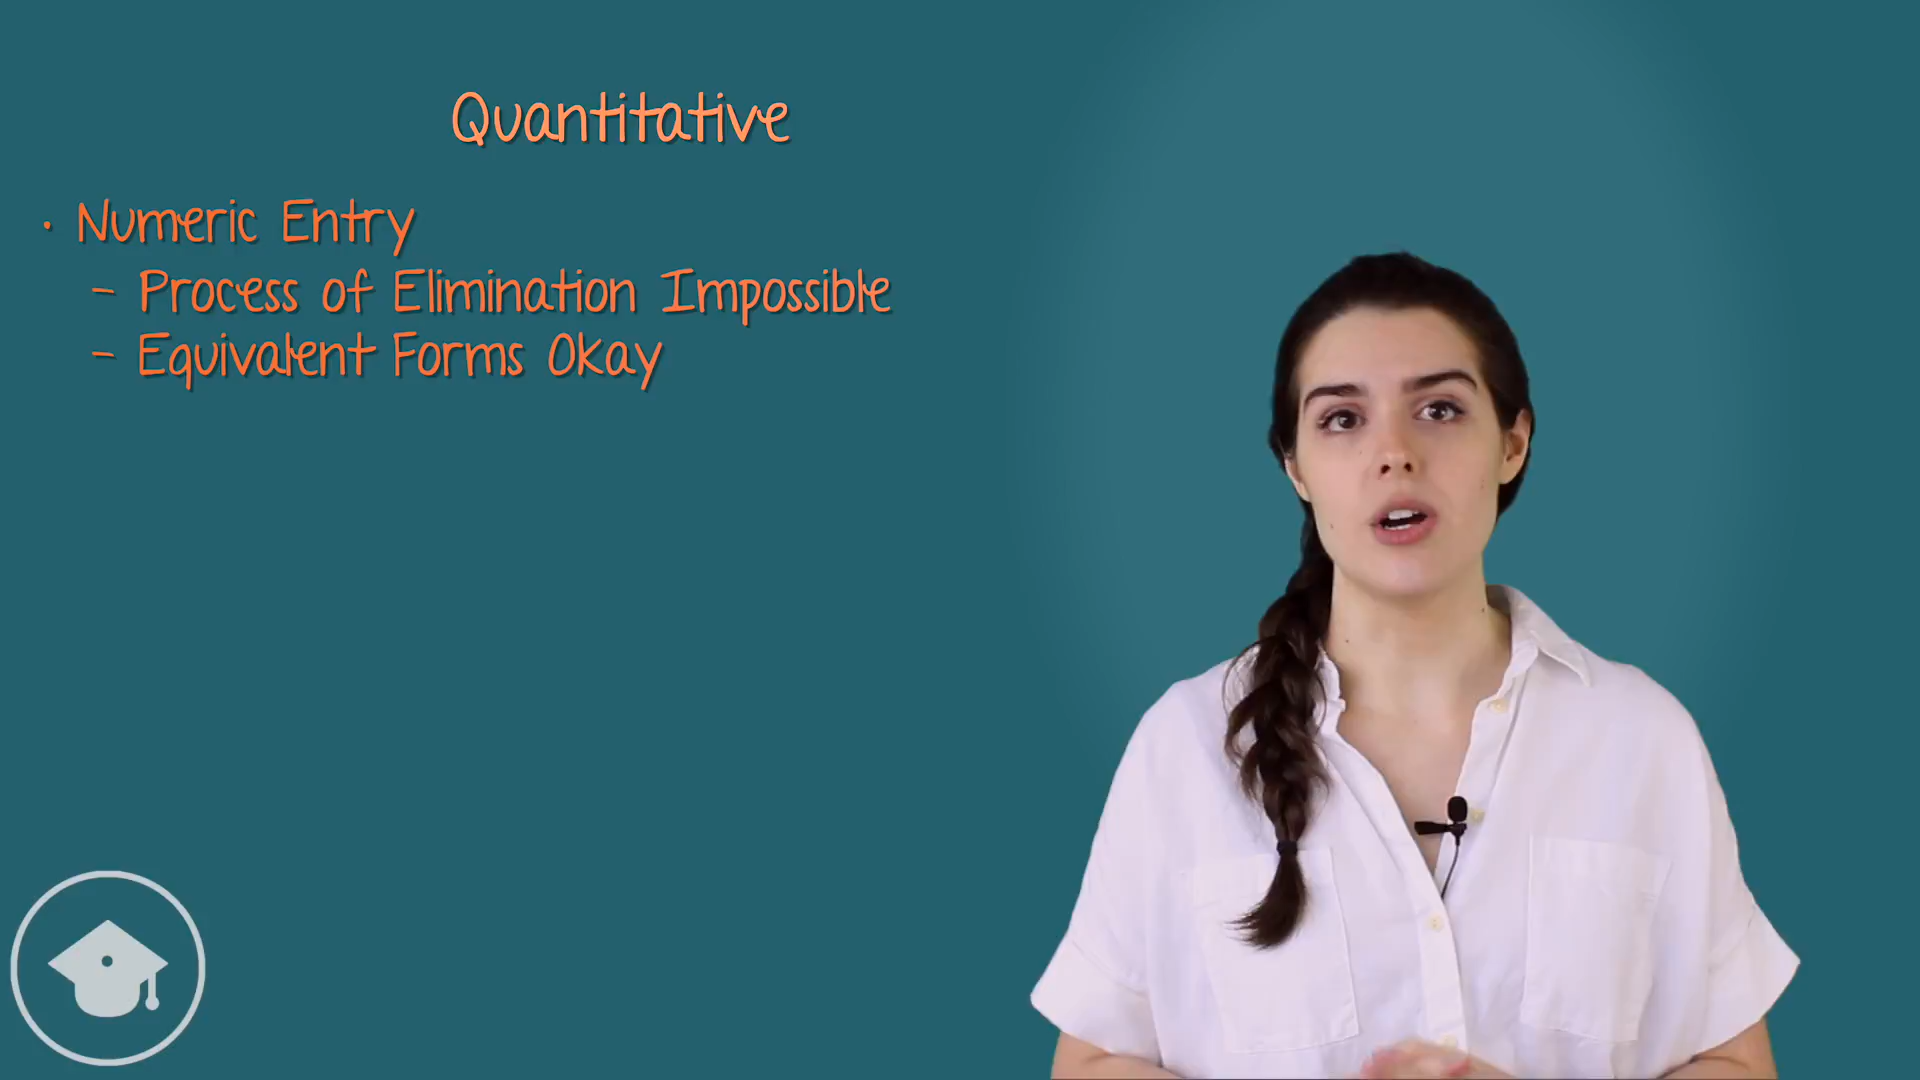 Quantitative
· Numeric Entry
– Process of Elimination Impossible
– Equivalent Forms Okay